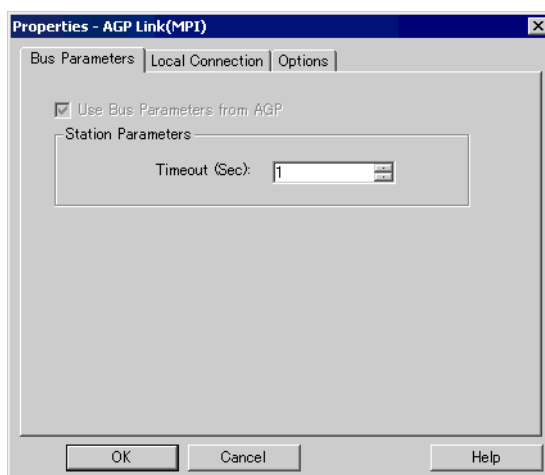 Properties - AGP Link(MPI)
Bus Parameters Local Connection Options
Use Bus Parameters from AGP
Station Parameters
Timeout (Sec): 1
OK Cancel Help